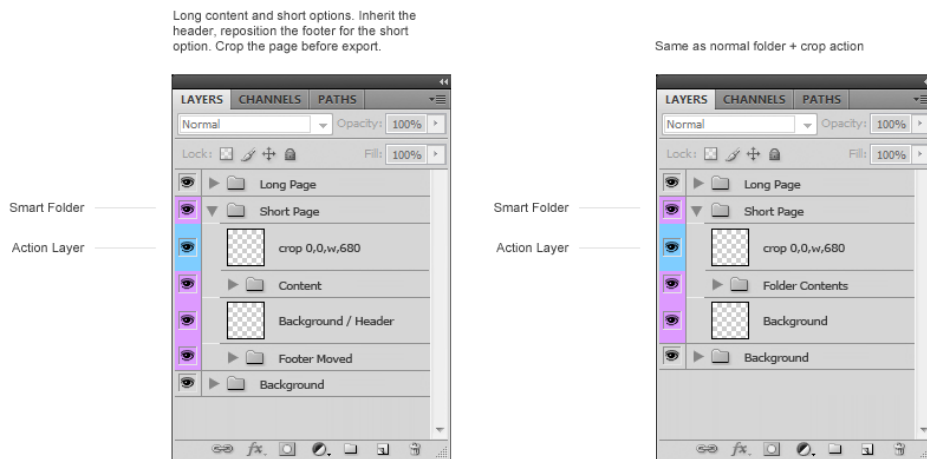 Long content and short options. Inherit the
header, reposition the footer for the short
option. Crop the page before export.
LAYERS CHANNELS PATHS
Normal Opacity: 100%
Lock: Fill: 100%
Long Page
Smart Folder
Short Page
Action Layer
crop 0,0,w,680
Content
Background / Header
Footer Moved
Background
fx.
Same as normal folder + crop action
LAYERS CHANNELS PATHS
Normal Opacity: 100%
Lock: Fill: 100%
Long Page
Smart Folder
Short Page
Action Layer
crop 0,0,w,680
Folder Contents
Background
Background
fx.